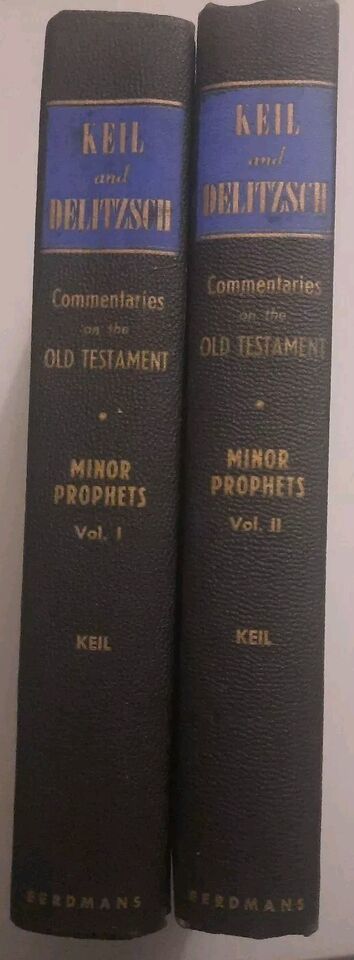 KEIL
and
DELITZSCH
Commentaries
on the
OLD TESTAMENT
MINOR
PROPHETS
Vol. I
KEIL
EERDMANS
KEIL
and
DELITZSCH
Commentaries
on the
OLD TESTAMENT
MINOR
PROPHETS
Vol. II
KEIL
EERDMANS